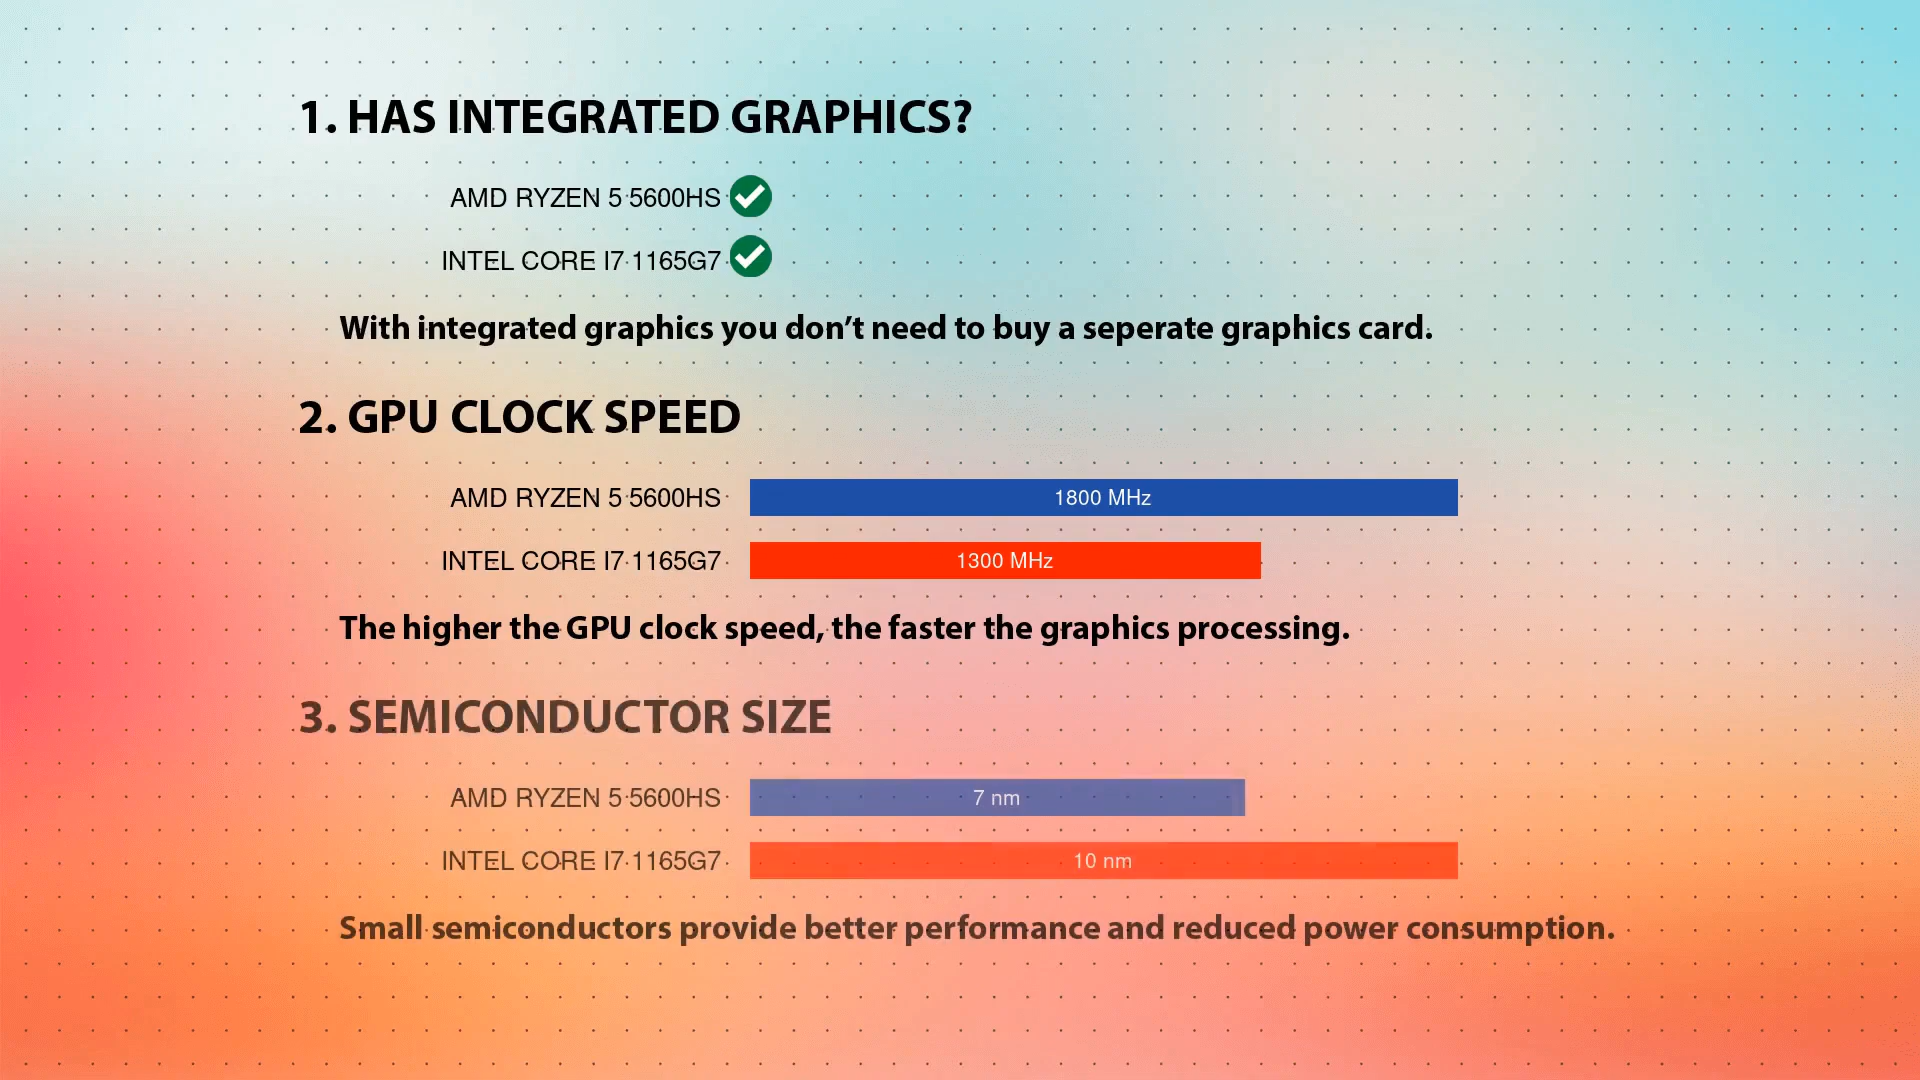 1. HAS INTEGRATED GRAPHICS?
AMD RYZEN 5 5600HS
INTEL CORE I7 1165G7
With integrated graphics you don’t need to buy a seperate graphics card.
2. GPU CLOCK SPEED
AMD RYZEN 5 5600HS 1800 MHz
INTEL CORE I7 1165G7 1300 MHz
The higher the GPU clock speed, the faster the graphics processing.
3. SEMICONDUCTOR SIZE
AMD RYZEN 5 5600HS 7 nm
INTEL CORE I7 1165G7 10 nm
Small semiconductors provide better performance and reduced power consumption.